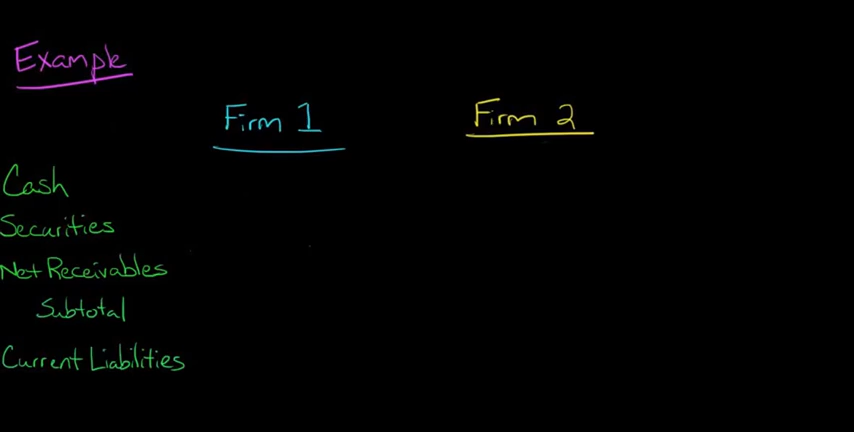 Example
Firm 1 Firm 2
Cash
Securities
Net Receivables
Subtotal
Current Liabilities